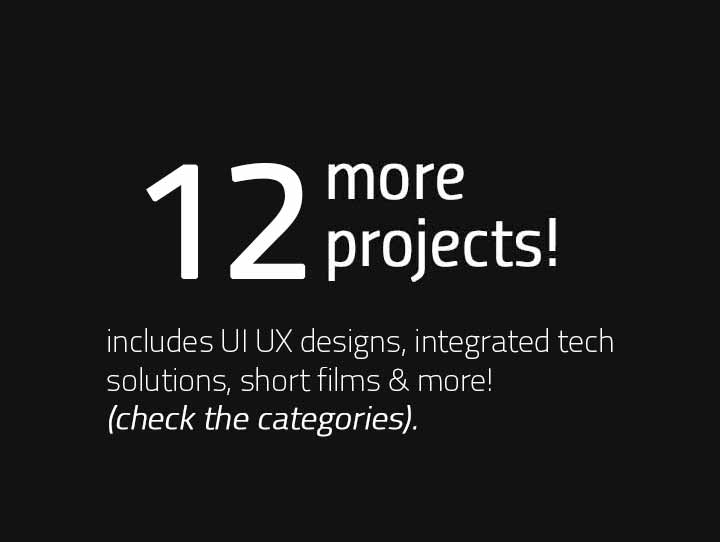 12 more
projects!
includes UI UX designs, integrated tech
solutions, short films & more!
(check the categories).